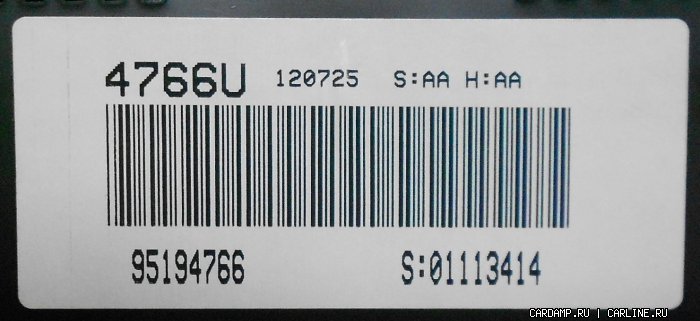 4766U 120725 S:AA H:AA
95194766 S:01113414
CARDAMP.RU | CARLINE.RU